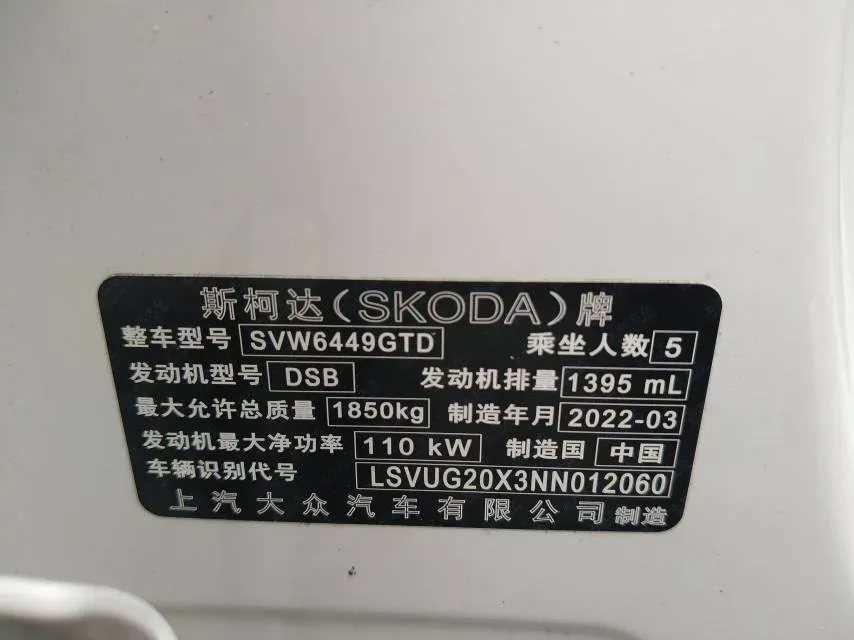 斯柯达(SKODA)牌
整车型号 SVW6449GTD 乘坐人数 5
发动机型号 DSB 发动机排量 1395 mL
最大允许总质量 1850kg 制造年月 2022-03
发动机最大净功率 110 kW 制造国 中国
车辆识别代号 LSVUG20X3NN012060
上汽大众汽车有限公司制造